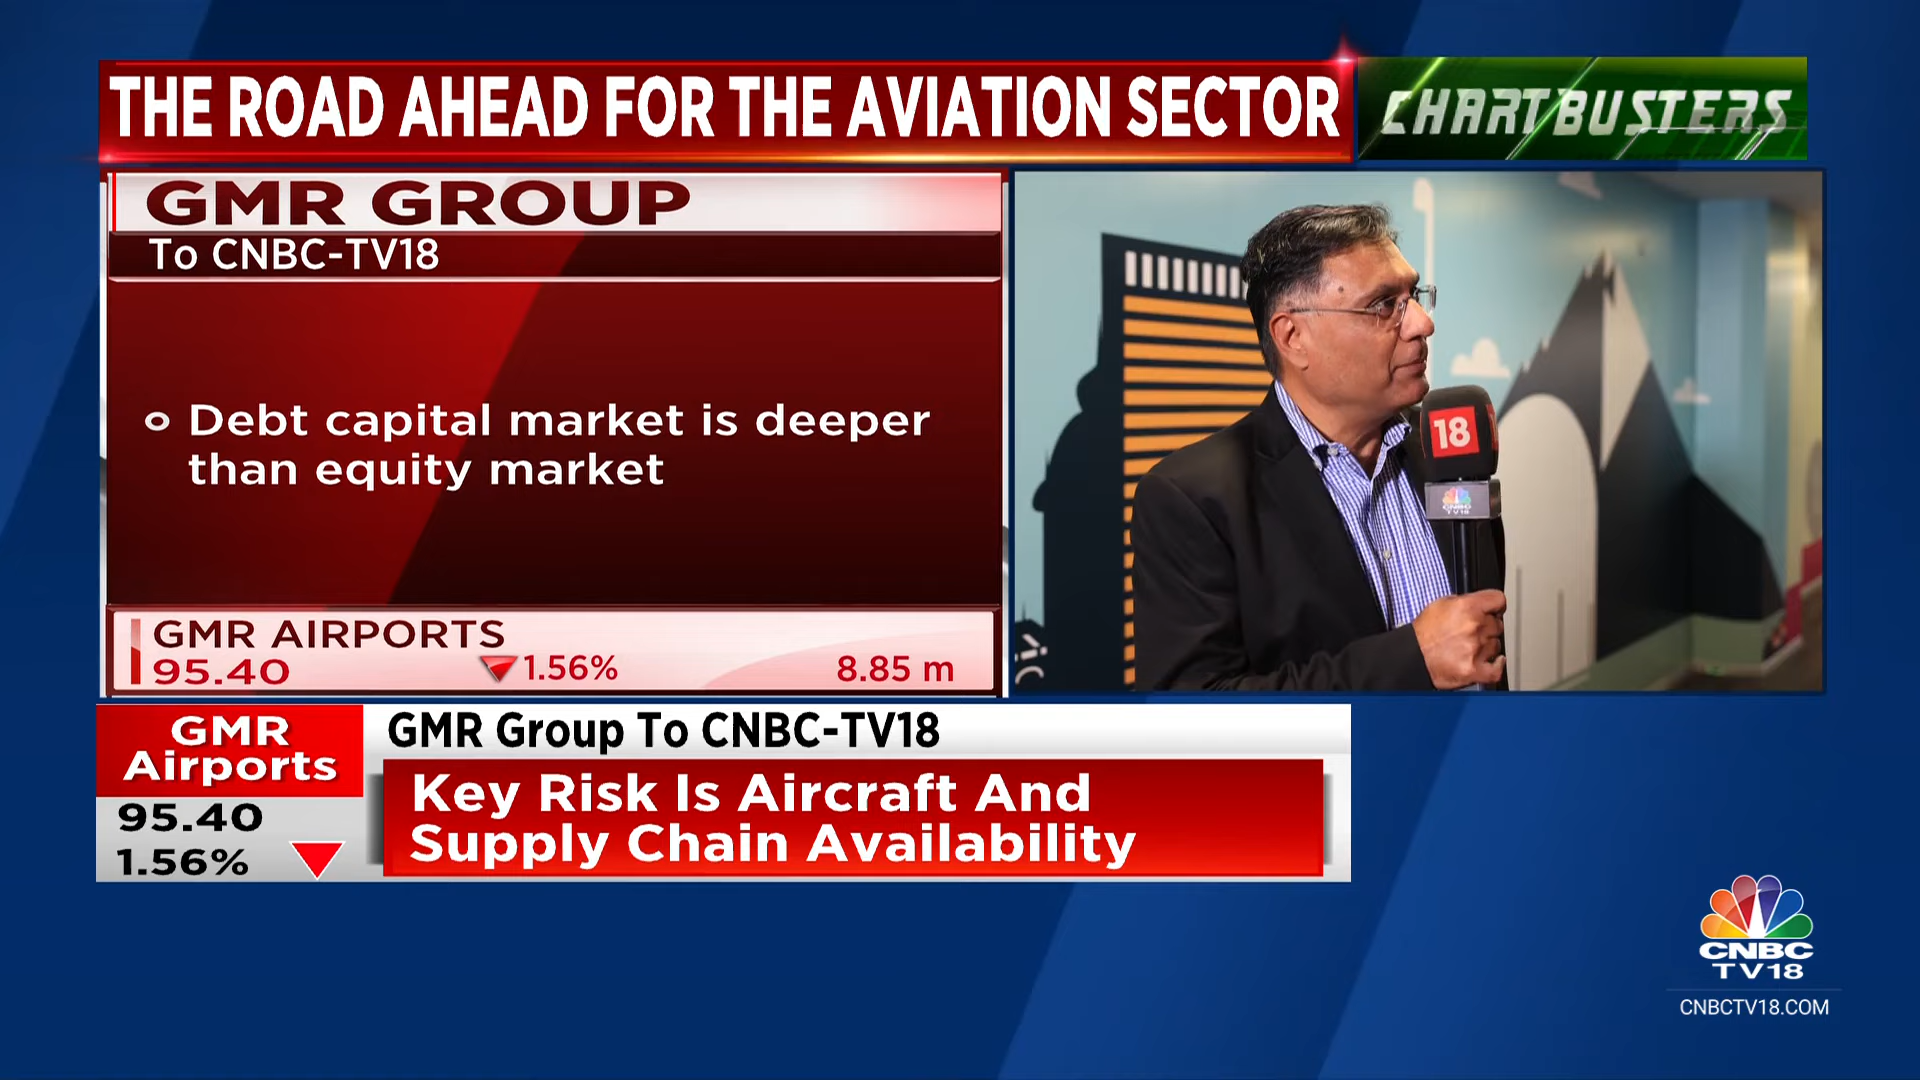 THE ROAD AHEAD FOR THE AVIATION SECTOR
CHARTBUSTERS
GMR GROUP
To CNBC-TV18
Debt capital market is deeper
than equity market
GMR AIRPORTS
95.40 1.56% 8.85 m
18
CNBC
TV18
GMR
Airports
95.40
1.56%
GMR Group To CNBC-TV18
Key Risk Is Aircraft And
Supply Chain Availability
CNBC
TV18
CNBCTV18.COM